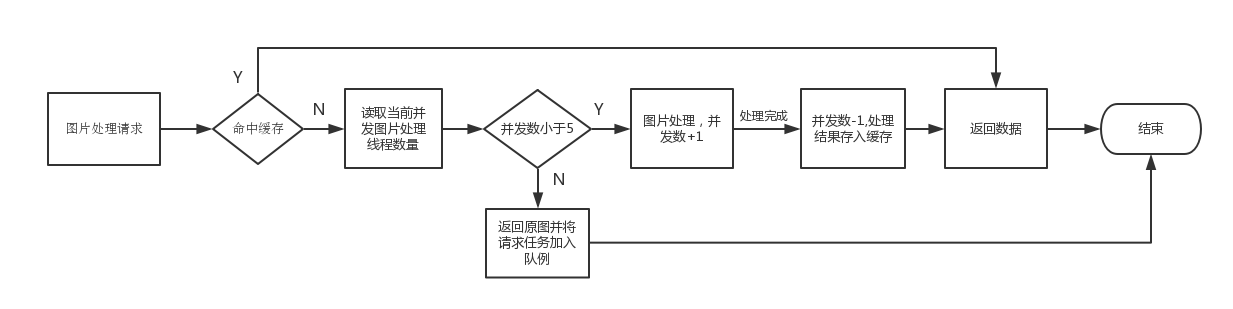 图片处理请求
命中缓存
Y
N
读取当前并
发图片处理
线程数量
并发数小于5
Y
N
图片处理，并
发数+1
处理完成
并发数-1,处理
结果存入缓存
返回数据
结束
返回原图并将
请求任务加入
队例